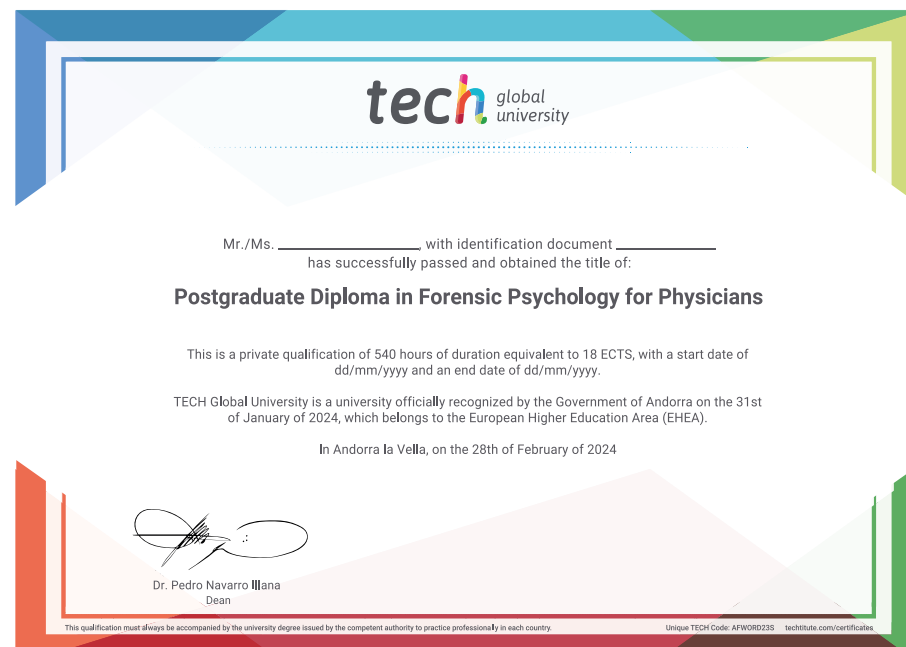 tech global university
Mr./Ms. ________________, with identification document ____________
has successfully passed and obtained the title of:
Postgraduate Diploma in Forensic Psychology for Physicians
This is a private qualification of 540 hours of duration equivalent to 18 ECTS, with a start date of
dd/mm/yyyy and an end date of dd/mm/yyyy.
TECH Global University is a university officially recognized by the Government of Andorra on the 31st
of January of 2024, which belongs to the European Higher Education Area (EHEA).
In Andorra la Vella, on the 28th of February of 2024
Dr. Pedro Navarro Illana
Dean
This qualification must always be accompanied by the university degree issued by the competent authority to practice professionally in each country.
Unique TECH Code: AFWORD23S techtitute.com/certificates